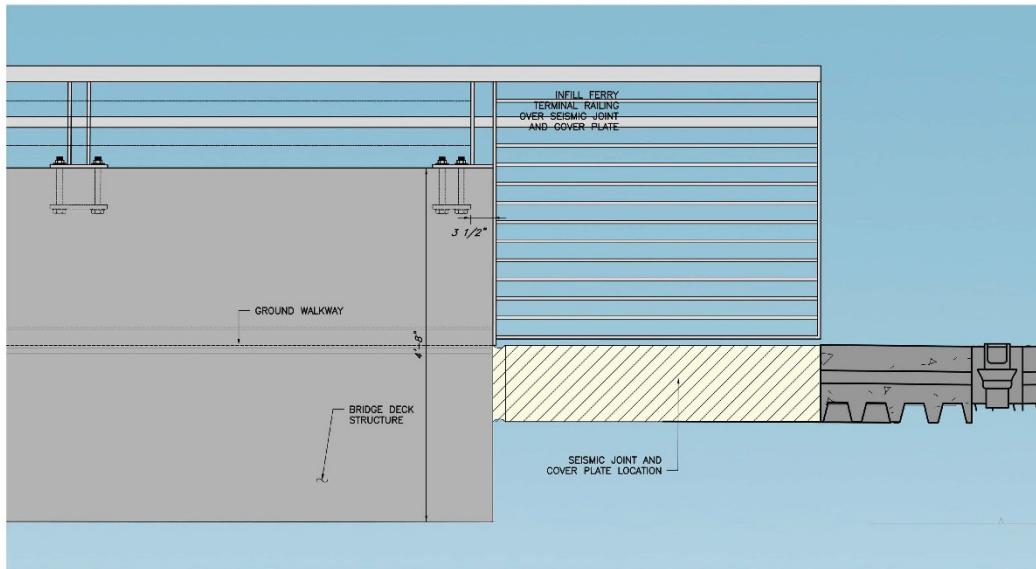 INFILL FERRY
TERMINAL RAILING
OVER SEISMIC JOINT
AND COVER PLATE
3 1/2"
GROUND WALKWAY
4'-8"
BRIDGE DECK
STRUCTURE
SEISMIC JOINT AND
COVER PLATE LOCATION